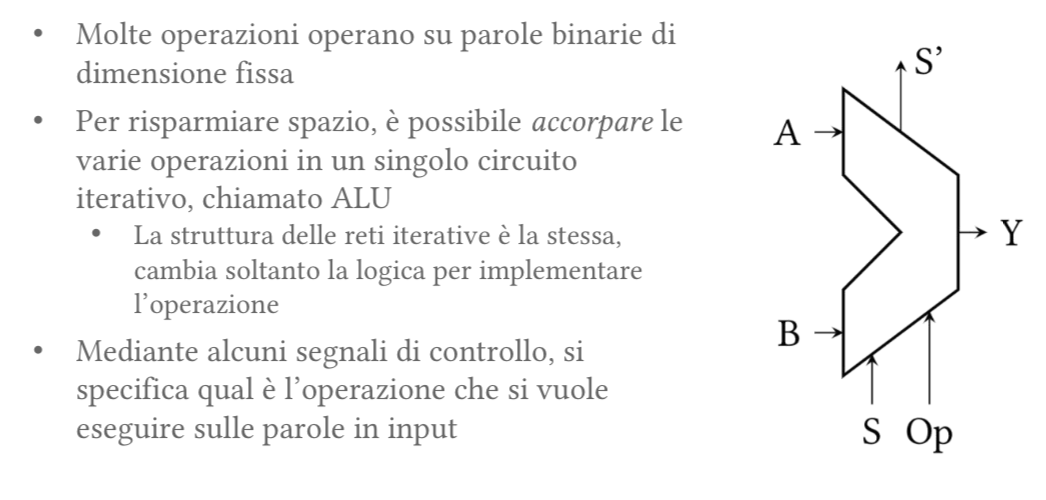 • Molte operazioni operano su parole binarie di
dimensione fissa
• Per risparmiare spazio, è possibile accorpare le
varie operazioni in un singolo circuito
iterativo, chiamato ALU
• La struttura delle reti iterative è la stessa,
cambia soltanto la logica per implementare
l’operazione
• Mediante alcuni segnali di controllo, si
specifica qual è l’operazione che si vuole
eseguire sulle parole in input
S’
A
Y
B
S Op